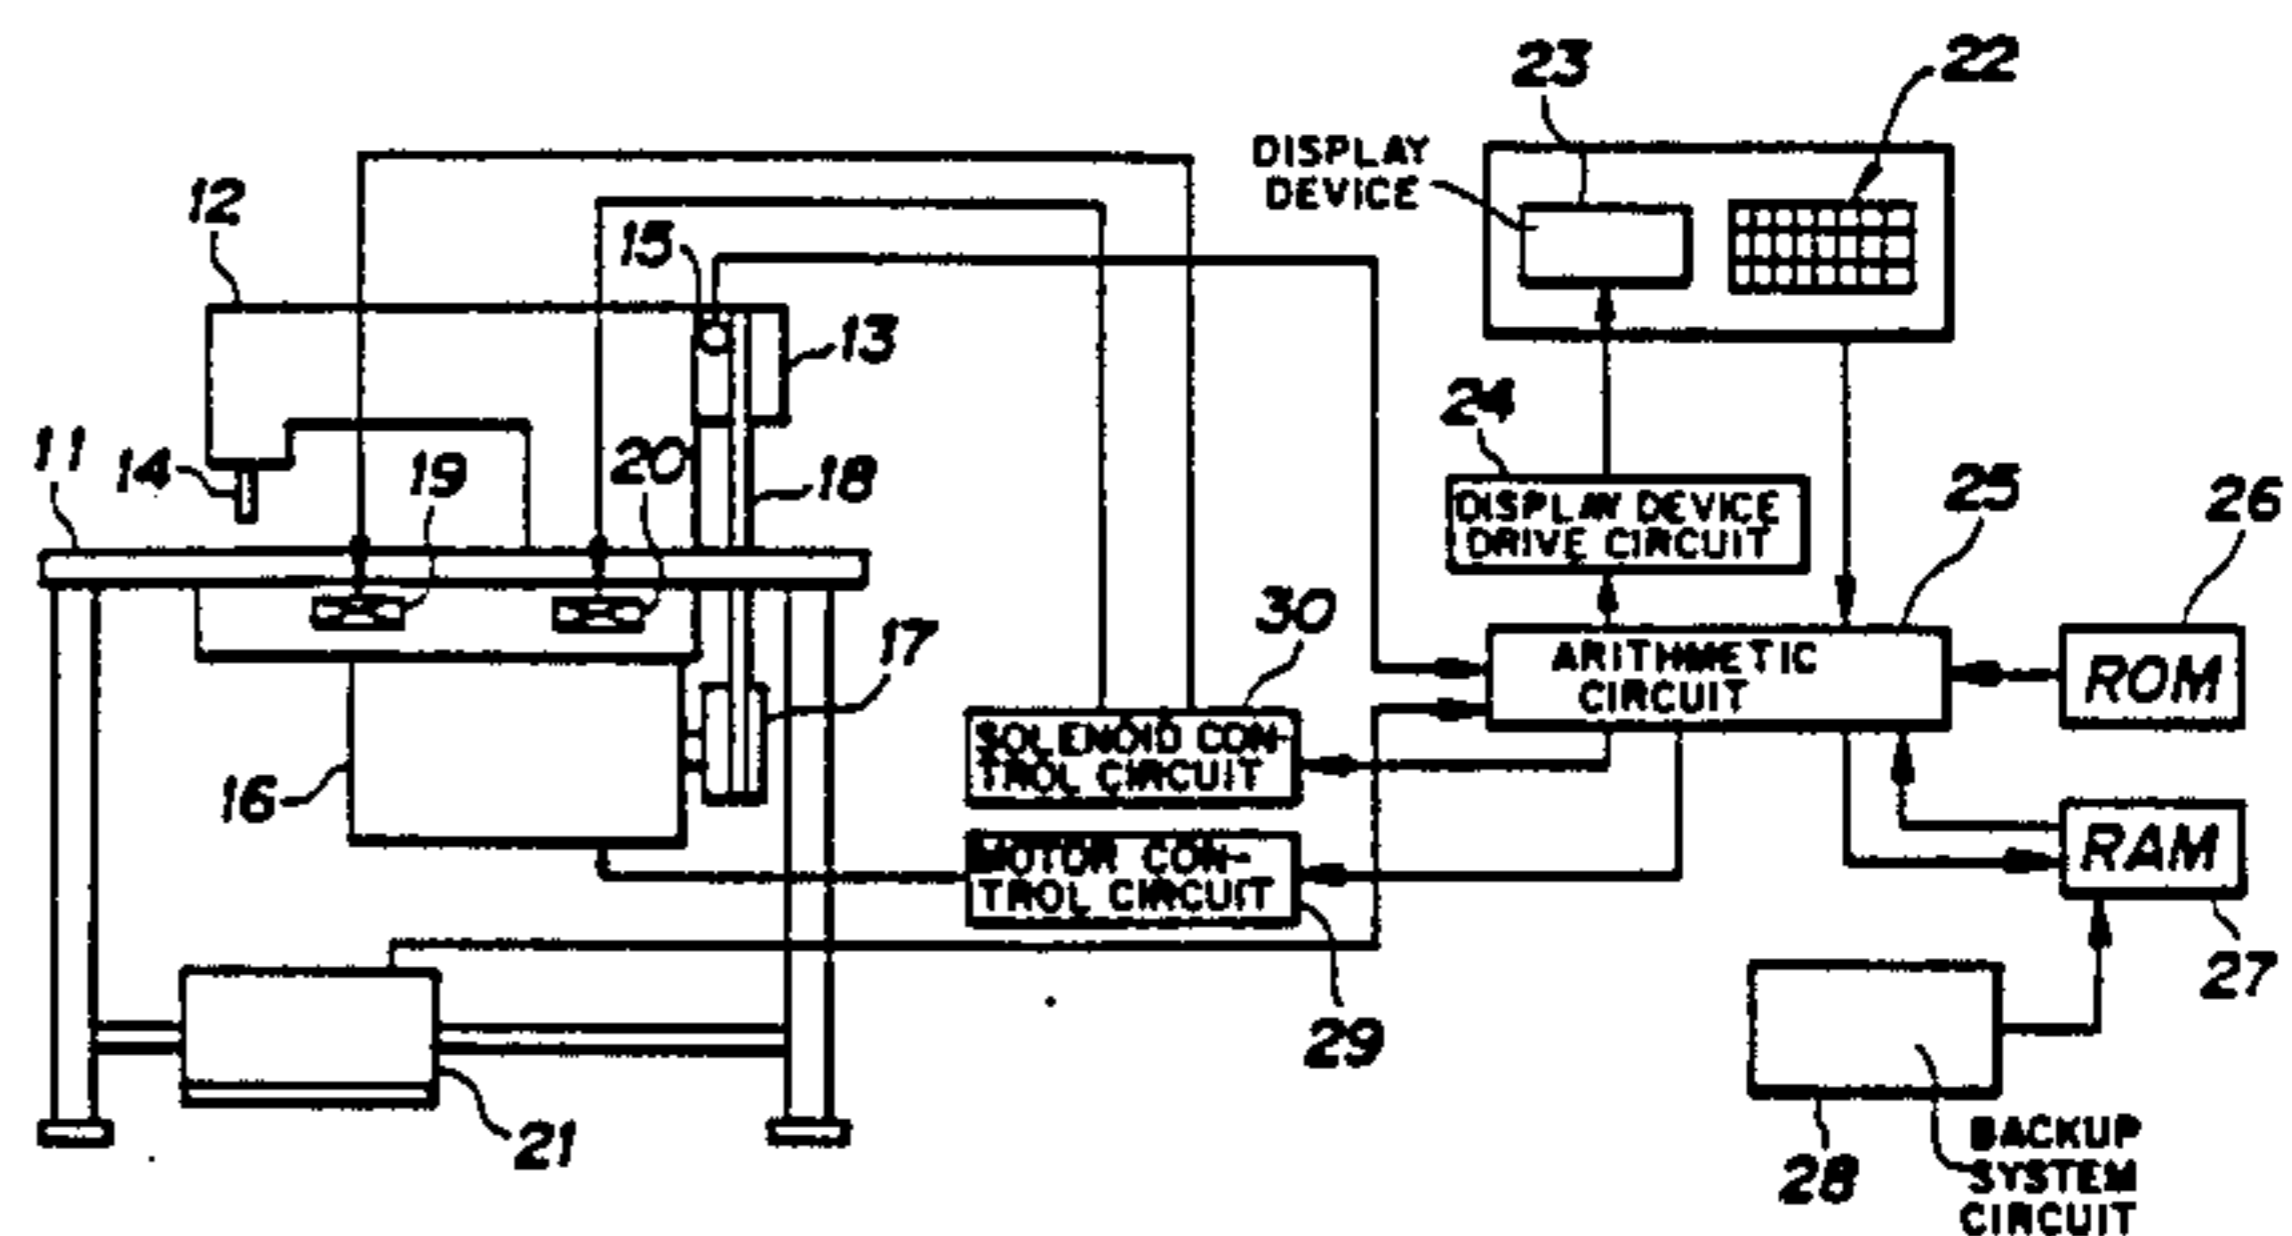 23
22
DISPLAY
DEVICE
12
15
13
24
11
14
19
20
18
DISPLAY DEVICE
DRIVE CIRCUIT
25
26
30
17
ARITHMETIC
CIRCUIT
ROM
SOLENOID CON-
TROL CIRCUIT
16
MOTOR CON-
TROL CIRCUIT
RAM
27
29
21
28
BACKUP
SYSTEM
CIRCUIT